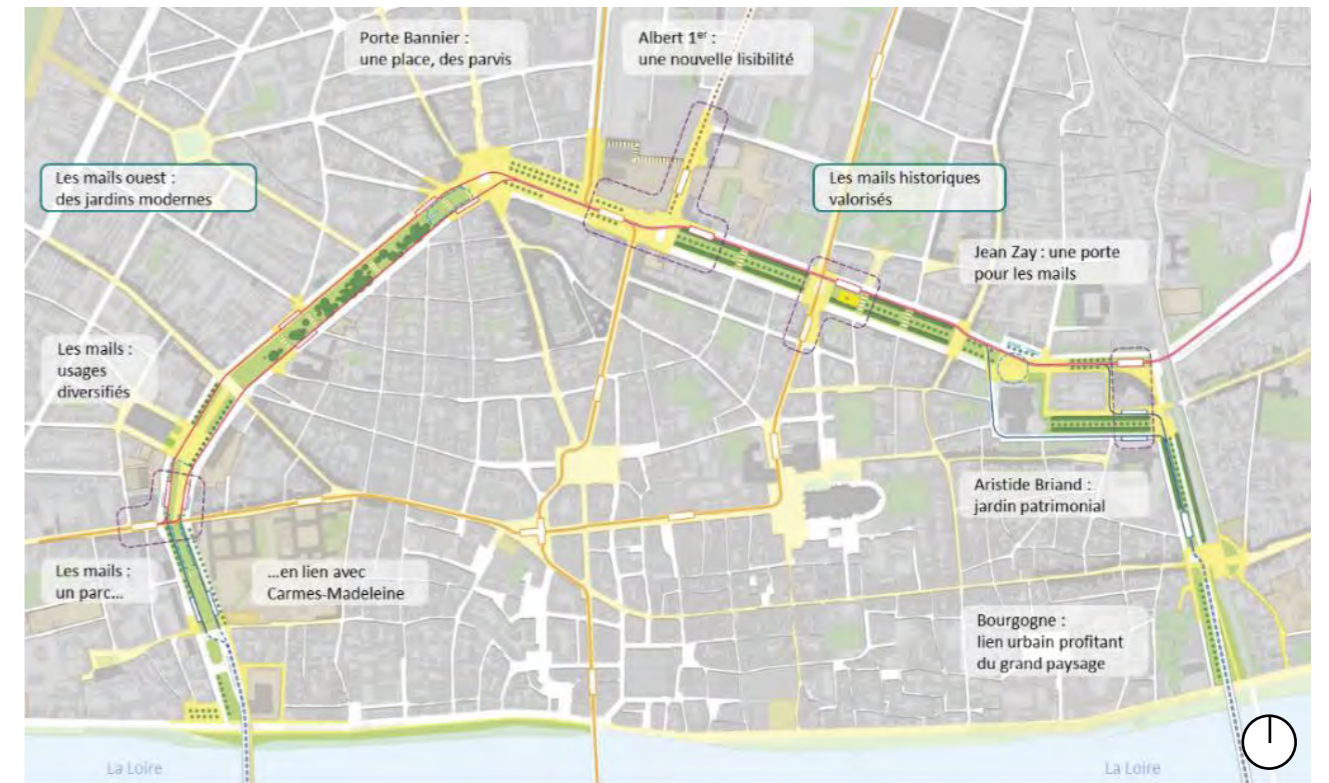 Porte Bannier :
une place, des parvis
Albert 1er :
une nouvelle lisibilité
Les mails ouest :
des jardins modernes
Les mails historiques
valorisés
Jean Zay : une porte
pour les mails
Les mails :
usages
diversifiés
Aristide Briand :
jardin patrimonial
Les mails :
un parc...
...en lien avec
Carmes-Madeleine
Bourgogne :
lien urbain profitant
du grand paysage
La Loire
La Loire